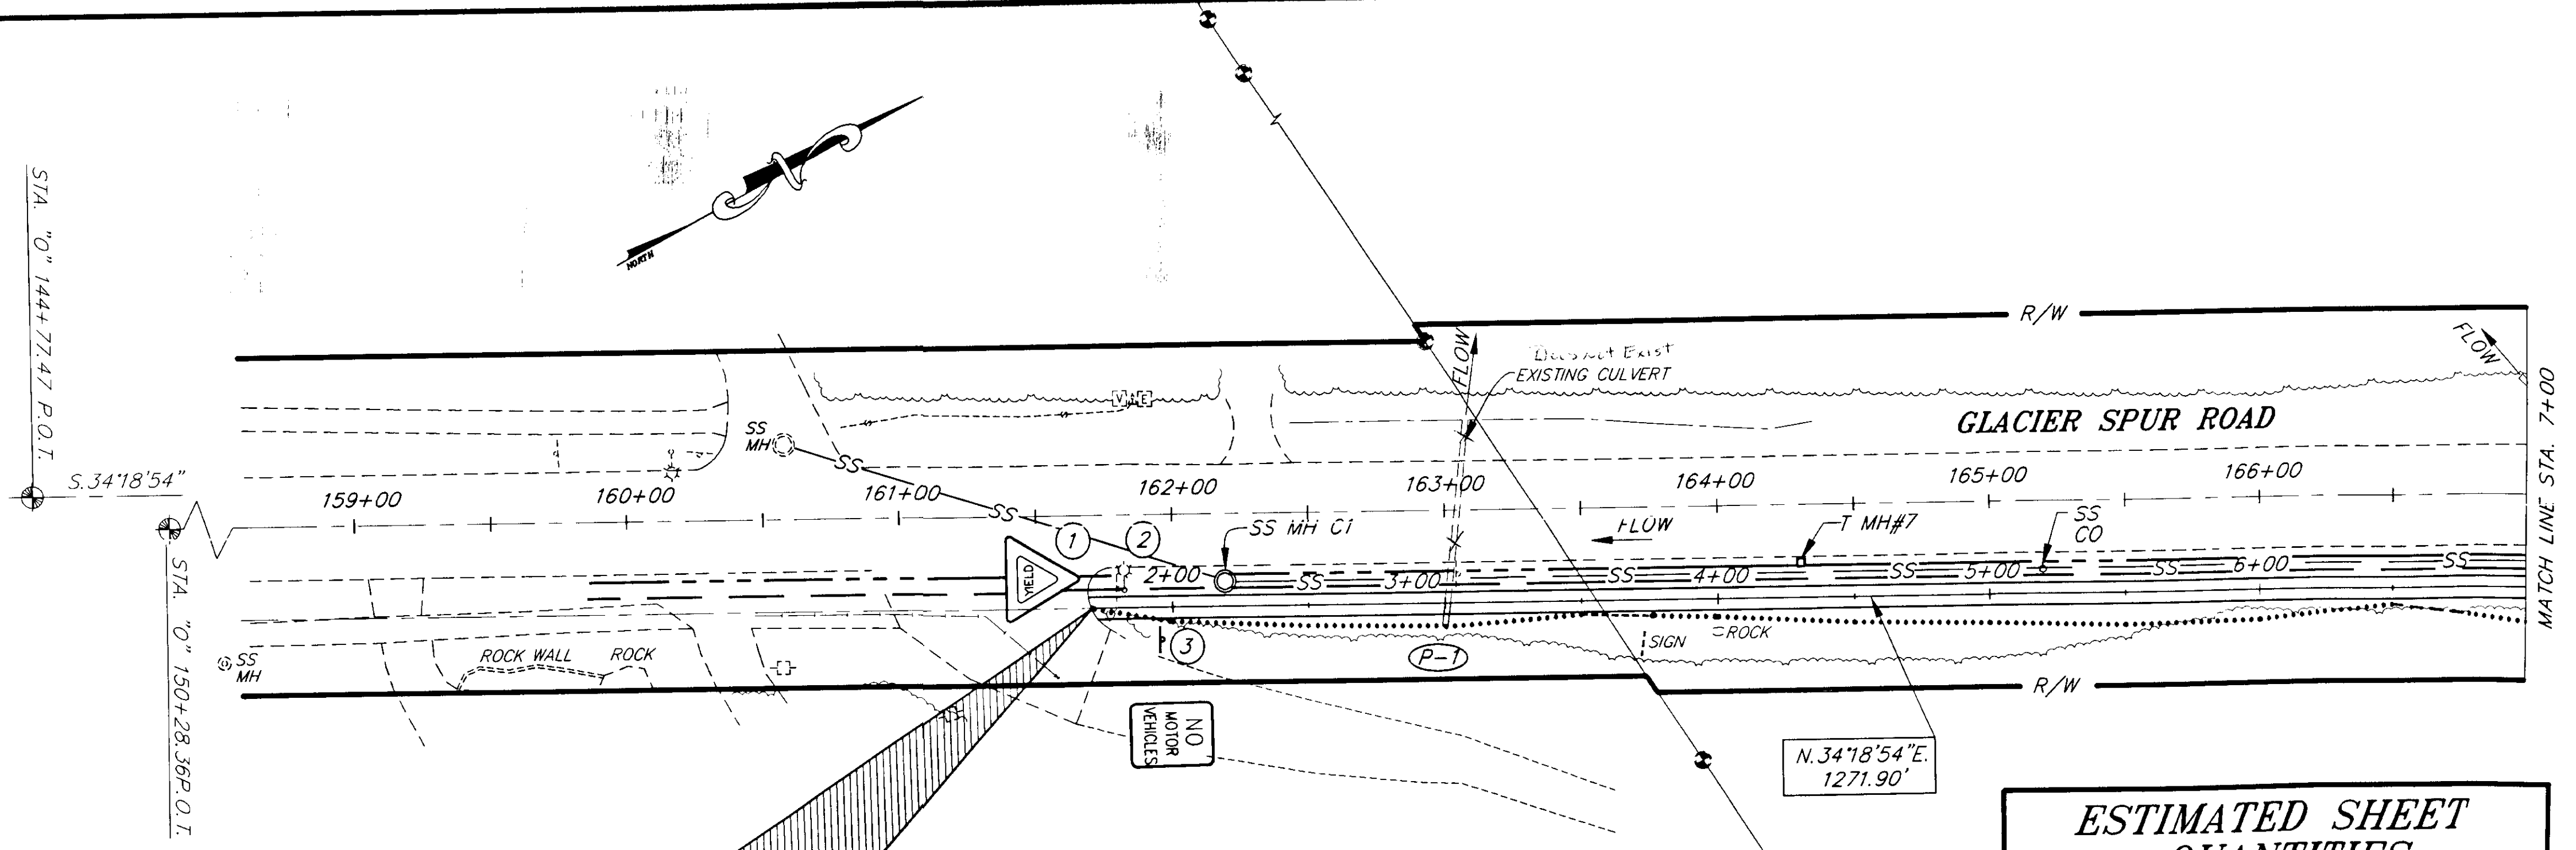 NORTH
STA. "O" 144+77.47 P.O.T.
S.34°18'54"
STA. "O" 150+28.36P.O.T.
R/W
FLOW
FLOW
Does not Exist
EXISTING CULVERT
GLACIER SPUR ROAD
MATCH LINE STA. 7+00
V E
SS
MH
SS
159+00
160+00
161+00
162+00
163+00
164+00
165+00
166+00
SS
1
2
SS MH C1
FLOW
T MH#7
SS
CO
YIELD
2+00
SS
3+00
SS
4+00
SS
5+00
SS
6+00
SS
SS
MH
ROCK WALL
ROCK
3
P-1
SIGN
ROCK
R/W
NO
MOTOR
VEHICLES
N.34°18'54"E.
1271.90'
ESTIMATED SHEET
QUANTITIES